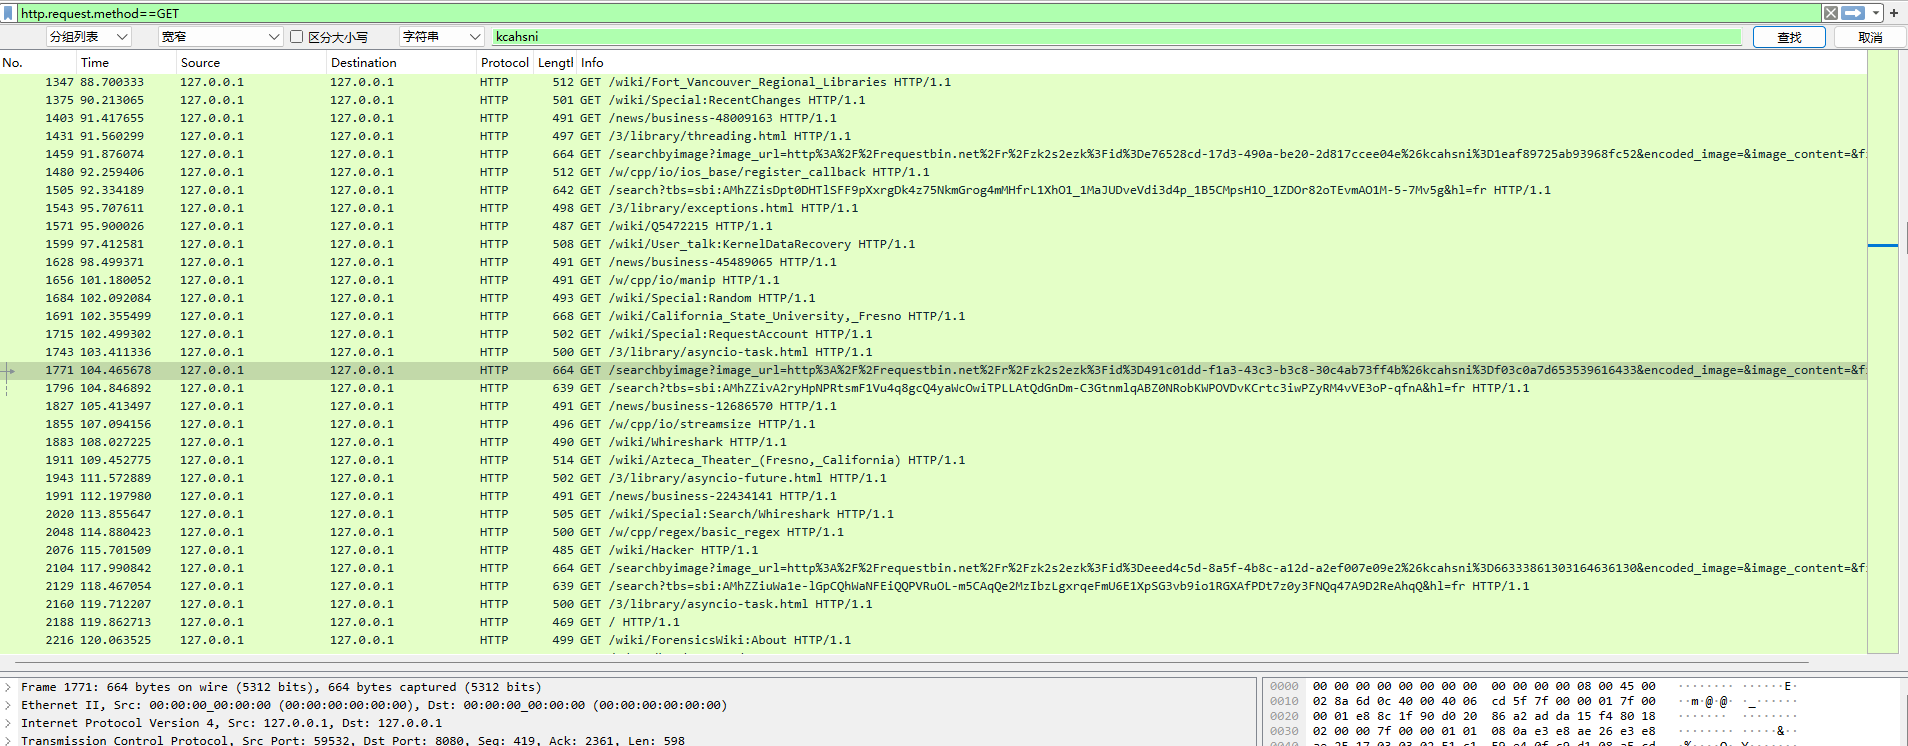 http.request.method==GET
分组列表 宽窄 区分大小写 字符串 kcahsni 查找 取消
No. Time Source Destination Protocol Lengtl Info
1347 88.700333 127.0.0.1 127.0.0.1 HTTP 512 GET /wiki/Fort_Vancouver_Regional_Libraries HTTP/1.1
1375 90.213065 127.0.0.1 127.0.0.1 HTTP 501 GET /wiki/Special:RecentChanges HTTP/1.1
1403 91.417655 127.0.0.1 127.0.0.1 HTTP 491 GET /news/business-48009163 HTTP/1.1
1431 91.560299 127.0.0.1 127.0.0.1 HTTP 497 GET /3/library/threading.html HTTP/1.1
1459 91.876074 127.0.0.1 127.0.0.1 HTTP 664 GET /searchbyimage?image_url=http%3A%2F%2Frequestbin.net%2Fr%2Fzk2s2ezk%3Fid%3De76528cd-17d3-490a-be20-2d817ccee04e%26kcahsni%3D1eaf89725ab93968fc52&encoded_image=&image_content=&f
1480 92.259406 127.0.0.1 127.0.0.1 HTTP 512 GET /w/cpp/io/ios_base/register_callback HTTP/1.1
1505 92.334189 127.0.0.1 127.0.0.1 HTTP 642 GET /search?tbs=sbi:AMhZZisDpt0DHTlSFF9pXxrgDk4z75NkmGrog4mMHfrL1XhO1_1MaJUDveVdi3d4p_1B5CMpsH1O_1ZDOr82oTEvmAO1M-5-7Mv5g&hl=fr HTTP/1.1
1543 95.707611 127.0.0.1 127.0.0.1 HTTP 498 GET /3/library/exceptions.html HTTP/1.1
1571 95.900026 127.0.0.1 127.0.0.1 HTTP 487 GET /wiki/Q5472215 HTTP/1.1
1599 97.412581 127.0.0.1 127.0.0.1 HTTP 508 GET /wiki/User_talk:KernelDataRecovery HTTP/1.1
1628 98.499371 127.0.0.1 127.0.0.1 HTTP 491 GET /news/business-45489065 HTTP/1.1
1656 101.180052 127.0.0.1 127.0.0.1 HTTP 491 GET /w/cpp/io/manip HTTP/1.1
1684 102.092084 127.0.0.1 127.0.0.1 HTTP 493 GET /wiki/Special:Random HTTP/1.1
1691 102.355499 127.0.0.1 127.0.0.1 HTTP 668 GET /wiki/California_State_University,_Fresno HTTP/1.1
1715 102.499302 127.0.0.1 127.0.0.1 HTTP 502 GET /wiki/Special:RequestAccount HTTP/1.1
1743 103.411336 127.0.0.1 127.0.0.1 HTTP 500 GET /3/library/asyncio-task.html HTTP/1.1
1771 104.465678 127.0.0.1 127.0.0.1 HTTP 664 GET /searchbyimage?image_url=http%3A%2F%2Frequestbin.net%2Fr%2Fzk2s2ezk%3Fid%3D491c01dd-f1a3-43c3-b3c8-30c4ab73ff4b%26kcahsni%3Df03c0a7d653539616433&encoded_image=&image_content=&f
1796 104.846892 127.0.0.1 127.0.0.1 HTTP 639 GET /search?tbs=sbi:AMhZZivA2ryHpNPRtsmF1Vu4q8gcQ4yaWcOwiTPLLAtQdGnDm-C3GtnmlqABZ0NRobKWPOVDvKCrtc3iwPZyRM4vVE3oP-qfnA&hl=fr HTTP/1.1
1827 105.413497 127.0.0.1 127.0.0.1 HTTP 491 GET /news/business-12686570 HTTP/1.1
1855 107.094156 127.0.0.1 127.0.0.1 HTTP 496 GET /w/cpp/io/streamsize HTTP/1.1
1883 108.027225 127.0.0.1 127.0.0.1 HTTP 490 GET /wiki/Whireshark HTTP/1.1
1911 109.452775 127.0.0.1 127.0.0.1 HTTP 514 GET /wiki/Azteca_Theater_(Fresno,_California) HTTP/1.1
1943 111.572889 127.0.0.1 127.0.0.1 HTTP 502 GET /3/library/asyncio-future.html HTTP/1.1
1991 112.197980 127.0.0.1 127.0.0.1 HTTP 491 GET /news/business-22434141 HTTP/1.1
2020 113.855647 127.0.0.1 127.0.0.1 HTTP 505 GET /wiki/Special:Search/Whireshark HTTP/1.1
2048 114.880423 127.0.0.1 127.0.0.1 HTTP 500 GET /w/cpp/regex/basic_regex HTTP/1.1
2076 115.701509 127.0.0.1 127.0.0.1 HTTP 485 GET /wiki/Hacker HTTP/1.1
2104 117.990842 127.0.0.1 127.0.0.1 HTTP 664 GET /searchbyimage?image_url=http%3A%2F%2Frequestbin.net%2Fr%2Fzk2s2ezk%3Fid%3Deeed4c5d-8a5f-4b8c-a12d-a2ef007e09e2%26kcahsni%3D66333861303164636130&encoded_image=&image_content=&f
2129 118.467054 127.0.0.1 127.0.0.1 HTTP 639 GET /search?tbs=sbi:AMhZZiuWa1e-lGpCQhWaNFEiQQPVRuOL-m5CAqQe2MzIbzLgxrqeFmU6E1XpSG3vb9io1RGXAfPDt7z0y3FNQq47A9D2ReAhqQ&hl=fr HTTP/1.1
2160 119.712207 127.0.0.1 127.0.0.1 HTTP 500 GET /3/library/asyncio-task.html HTTP/1.1
2188 119.862713 127.0.0.1 127.0.0.1 HTTP 469 GET / HTTP/1.1
2216 120.063525 127.0.0.1 127.0.0.1 HTTP 499 GET /wiki/ForensicsWiki:About HTTP/1.1
Frame 1771: 664 bytes on wire (5312 bits), 664 bytes captured (5312 bits)
Ethernet II, Src: 00:00:00_00:00:00 (00:00:00:00:00:00), Dst: 00:00:00_00:00:00 (00:00:00:00:00:00)
Internet Protocol Version 4, Src: 127.0.0.1, Dst: 127.0.0.1
Transmission Control Protocol, Src Port: 59532, Dst Port: 8080, Seq: 419, Ack: 2361, Len: 598
0000 00 00 00 00 00 00 00 00 00 00 00 00 08 00 45 00 ········ ······E·
0010 02 8a 6d 0c 40 00 40 06 cd 5f 7f 00 00 01 7f 00 ··m·@·@· ·_······
0020 00 01 e8 8c 1f 90 d0 20 86 a2 ad da 15 f4 80 18 ······· ········
0030 02 00 00 7f 00 00 01 01 08 0a e3 e8 ae 26 e3 e8 ········ ·····&··